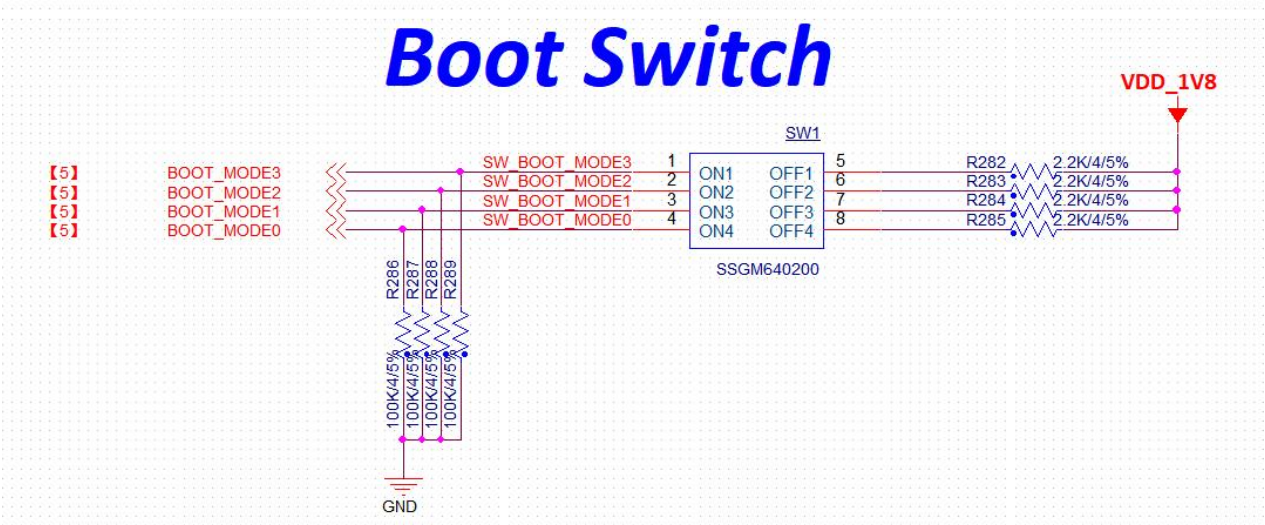 Boot Switch
VDD_1V8
SW1
【5】 BOOT_MODE3 SW_BOOT_MODE3 1 ON1 OFF1 5 R282 2.2K/4/5%
【5】 BOOT_MODE2 SW_BOOT_MODE2 2 ON2 OFF2 6 R283 2.2K/4/5%
【5】 BOOT_MODE1 SW_BOOT_MODE1 3 ON3 OFF3 7 R284 2.2K/4/5%
【5】 BOOT_MODE0 SW_BOOT_MODE0 4 ON4 OFF4 8 R285 2.2K/4/5%
SSGM640200
R286 100K/4/5%
R287 100K/4/5%
R288 100K/4/5%
R289 100K/4/5%
GND